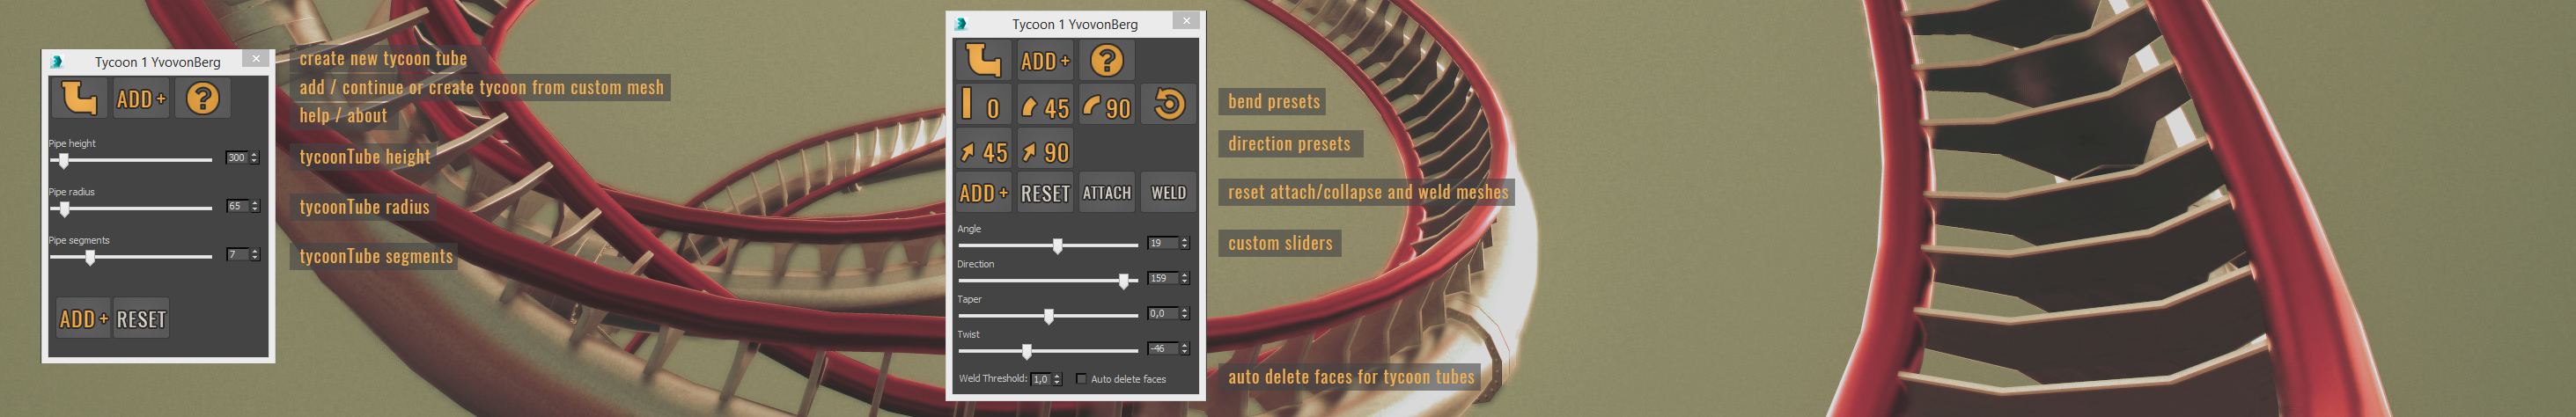 Tycoon 1 YvovonBerg
ADD +
?
Pipe height
300
Pipe radius
65
Pipe segments
7
ADD + RESET
create new tycoon tube
add / continue or create tycoon from custom mesh
help / about
tycoonTube height
tycoonTube radius
tycoonTube segments
Tycoon 1 YvovonBerg
ADD +
?
0 45 90
45 90
ADD + RESET ATTACH WELD
Angle
19
Direction
159
Taper
0,0
Twist
-46
Weld Threshold: 1,0 Auto delete faces
bend presets
direction presets
reset attach/collapse and weld meshes
custom sliders
auto delete faces for tycoon tubes